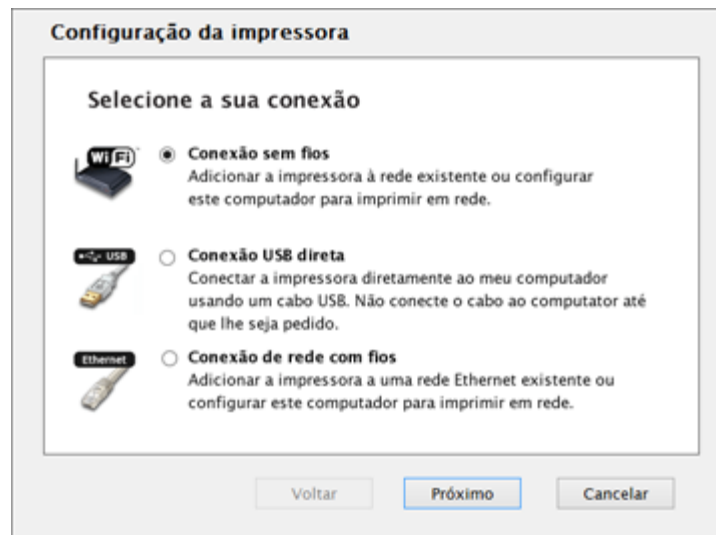 Configuração da impressora
Selecione a sua conexão
WiFi
Conexão sem fios
Adicionar a impressora à rede existente ou configurar
este computador para imprimir em rede.
USB
Conexão USB direta
Conectar a impressora diretamente ao meu computador
usando um cabo USB. Não conecte o cabo ao computator até
que lhe seja pedido.
Ethernet
Conexão de rede com fios
Adicionar a impressora a uma rede Ethernet existente ou
configurar este computador para imprimir em rede.
Voltar Próximo Cancelar